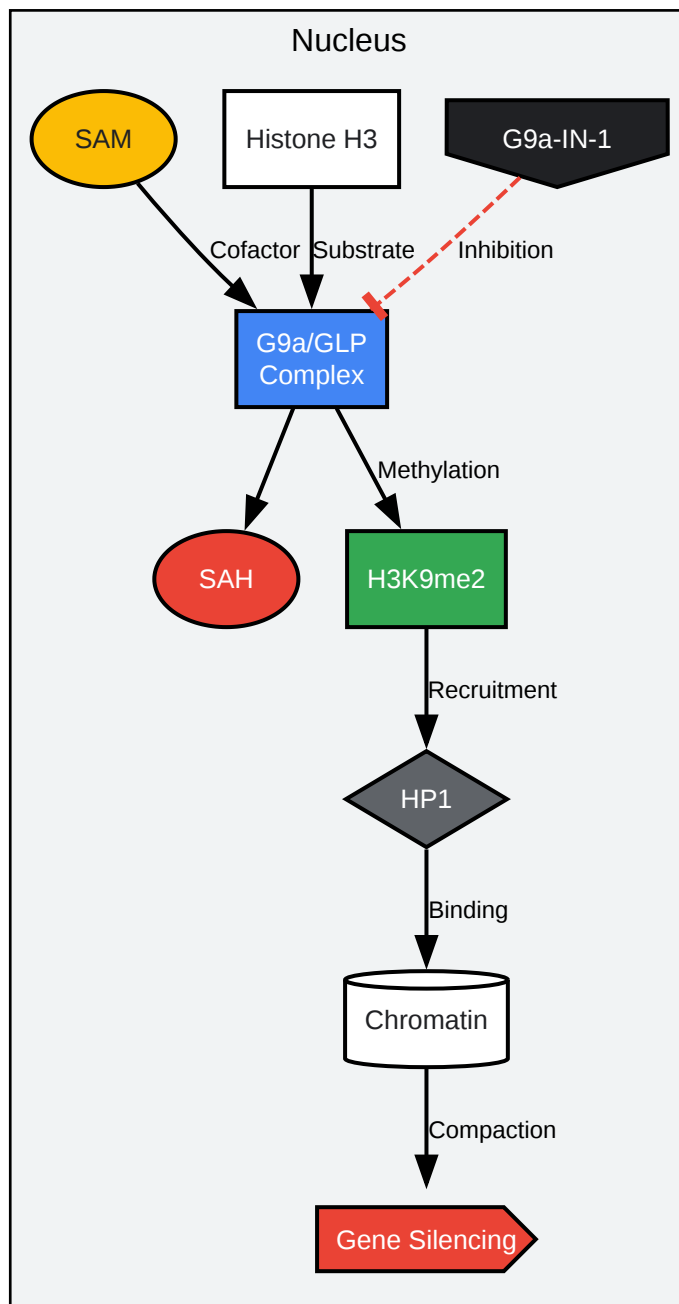 Nucleus
SAM
Histone H3
G9a-IN-1
Cofactor
Substrate
Inhibition
G9a/GLP
Complex
Methylation
SAH
H3K9me2
Recruitment
HP1
Binding
Chromatin
Compaction
Gene Silencing